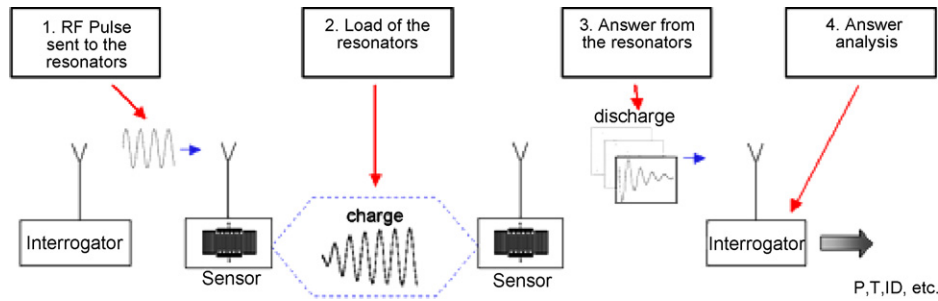 1. RF Pulse
sent to the
resonators
2. Load of the
resonators
3. Answer from
the resonators
4. Answer
analysis
discharge
Interrogator
charge
Sensor
Sensor
Interrogator
P,T,ID, etc.